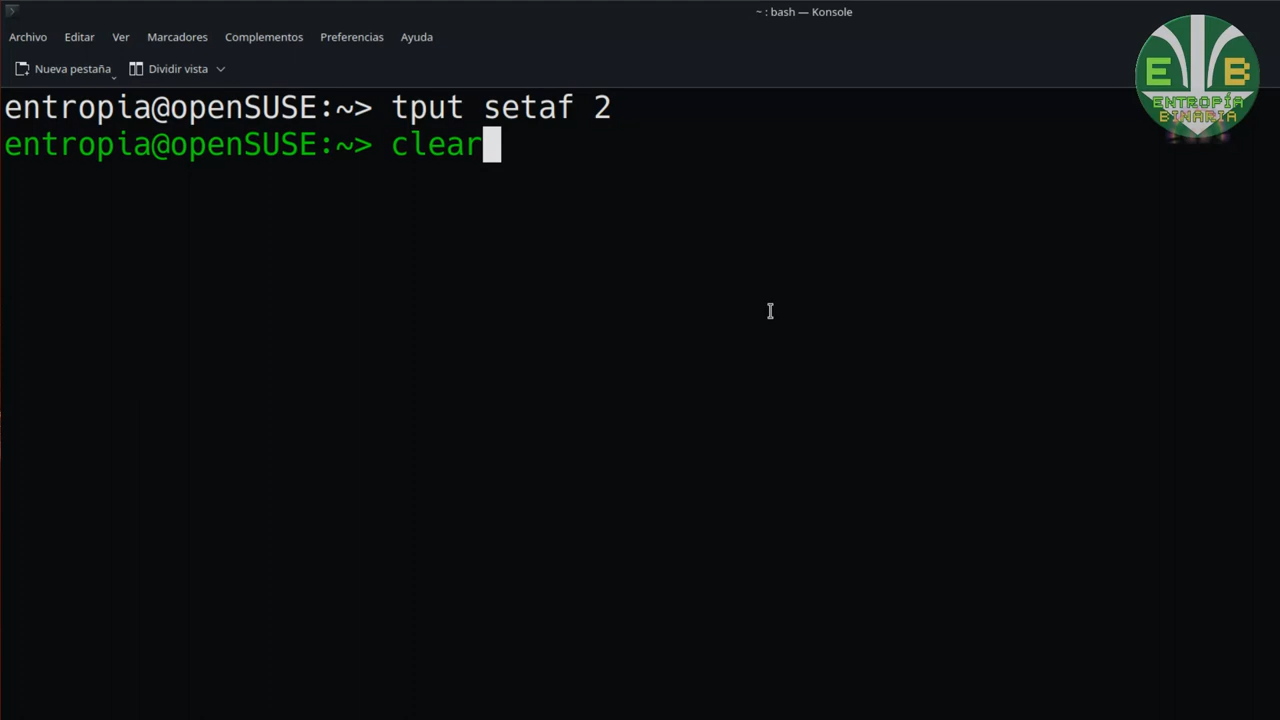 ~ : bash — Konsole
Archivo Editar Ver Marcadores Complementos Preferencias Ayuda
Nueva pestaña Dividir vista
entropia@openSUSE:~> tput setaf 2
entropia@openSUSE:~> clear
E B
ENTROPÍA
BINARIA